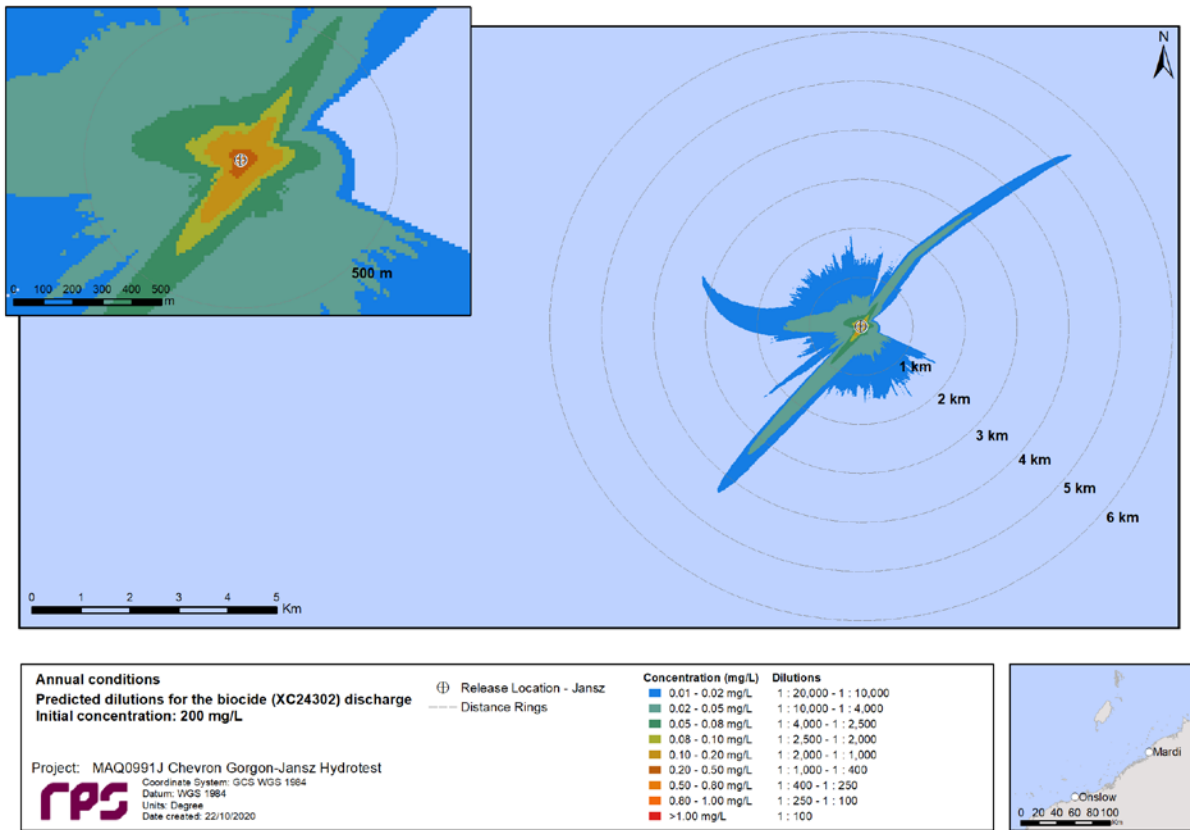 500 m
0 100 200 300 400 500
m
N
1 km
2 km
3 km
4 km
5 km
6 km
0 1 2 3 4 5
Km
Annual conditions
Predicted dilutions for the biocide (XC24302) discharge
Initial concentration: 200 mg/L
Project: MAQ0991J Chevron Gorgon-Jansz Hydrotest
rps
Coordinate System: GCS WGS 1984
Datum: WGS 1984
Units: Degree
Date created: 22/10/2020
Release Location - Jansz
Distance Rings
Concentration (mg/L) Dilutions
0.01 - 0.02 mg/L 1 : 20,000 - 1 : 10,000
0.02 - 0.05 mg/L 1 : 10,000 - 1 : 4,000
0.05 - 0.08 mg/L 1 : 4,000 - 1 : 2,500
0.08 - 0.10 mg/L 1 : 2,500 - 1 : 2,000
0.10 - 0.20 mg/L 1 : 2,000 - 1 : 1,000
0.20 - 0.50 mg/L 1 : 1,000 - 1 : 400
0.50 - 0.80 mg/L 1 : 400 - 1 : 250
0.80 - 1.00 mg/L 1 : 250 - 1 : 100
>1.00 mg/L 1 : 100
Mardi
Onslow
0 20 40 60 80 100
Km